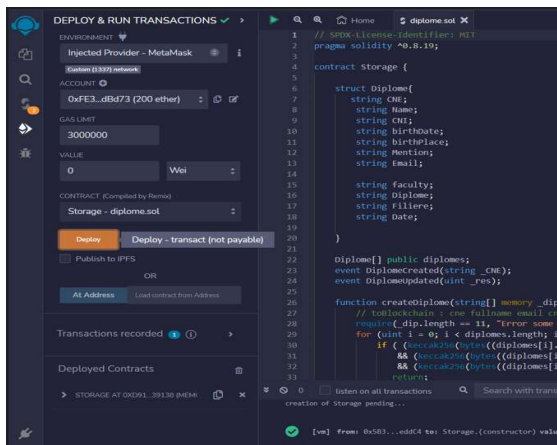 DEPLOY & RUN TRANSACTIONS
ENVIRONMENT
Injected Provider - MetaMask
Custom (1337) network
ACCOUNT
0xFE3...dBd73 (200 ether)
GAS LIMIT
3000000
VALUE
0
Wei
CONTRACT (Compiled by Remix)
Storage - diplome.sol
Deploy
Deploy - transact (not payable)
Publish to IPFS
OR
At Address
Load contract from Address
Transactions recorded 1
Deployed Contracts
STORAGE AT 0XD91...39138 (MEM
Home
diplome.sol
1 // SPDX-License-Identifier: MIT
2 pragma solidity ^0.8.19;
3
4 contract Storage {
5
6 struct Diplome{
7 string CNE;
8 string Name;
9 string CNI;
10 string birthDate;
11 string birthPlace;
12 string Mention;
13 string Email;
14
15 string faculty;
16 string Diplome;
17 string Filiere;
18 string Date;
19
20 }
21
22 Diplome[] public diplomes;
23 event DiplomeCreated(string _CNE);
24 event DiplomeUpdated(uint _res);
25
26 function createDiplome(string[] memory _dip
27 // toBlockchain : cne fullname email cn
28 require(_dip.length == 11, "Error some
29 for (uint i = 0; i < diplomes.length; i
30 if ( (keccak256(bytes((diplomes[i].
31 && (keccak256(bytes((diplomes[i
32 && (keccak256(bytes((diplomes[i
33 return;
0
listen on all transactions
Search with trans
creation of Storage pending...
[vm] from: 0x5B3...eddC4 to: Storage.(constructor) valu